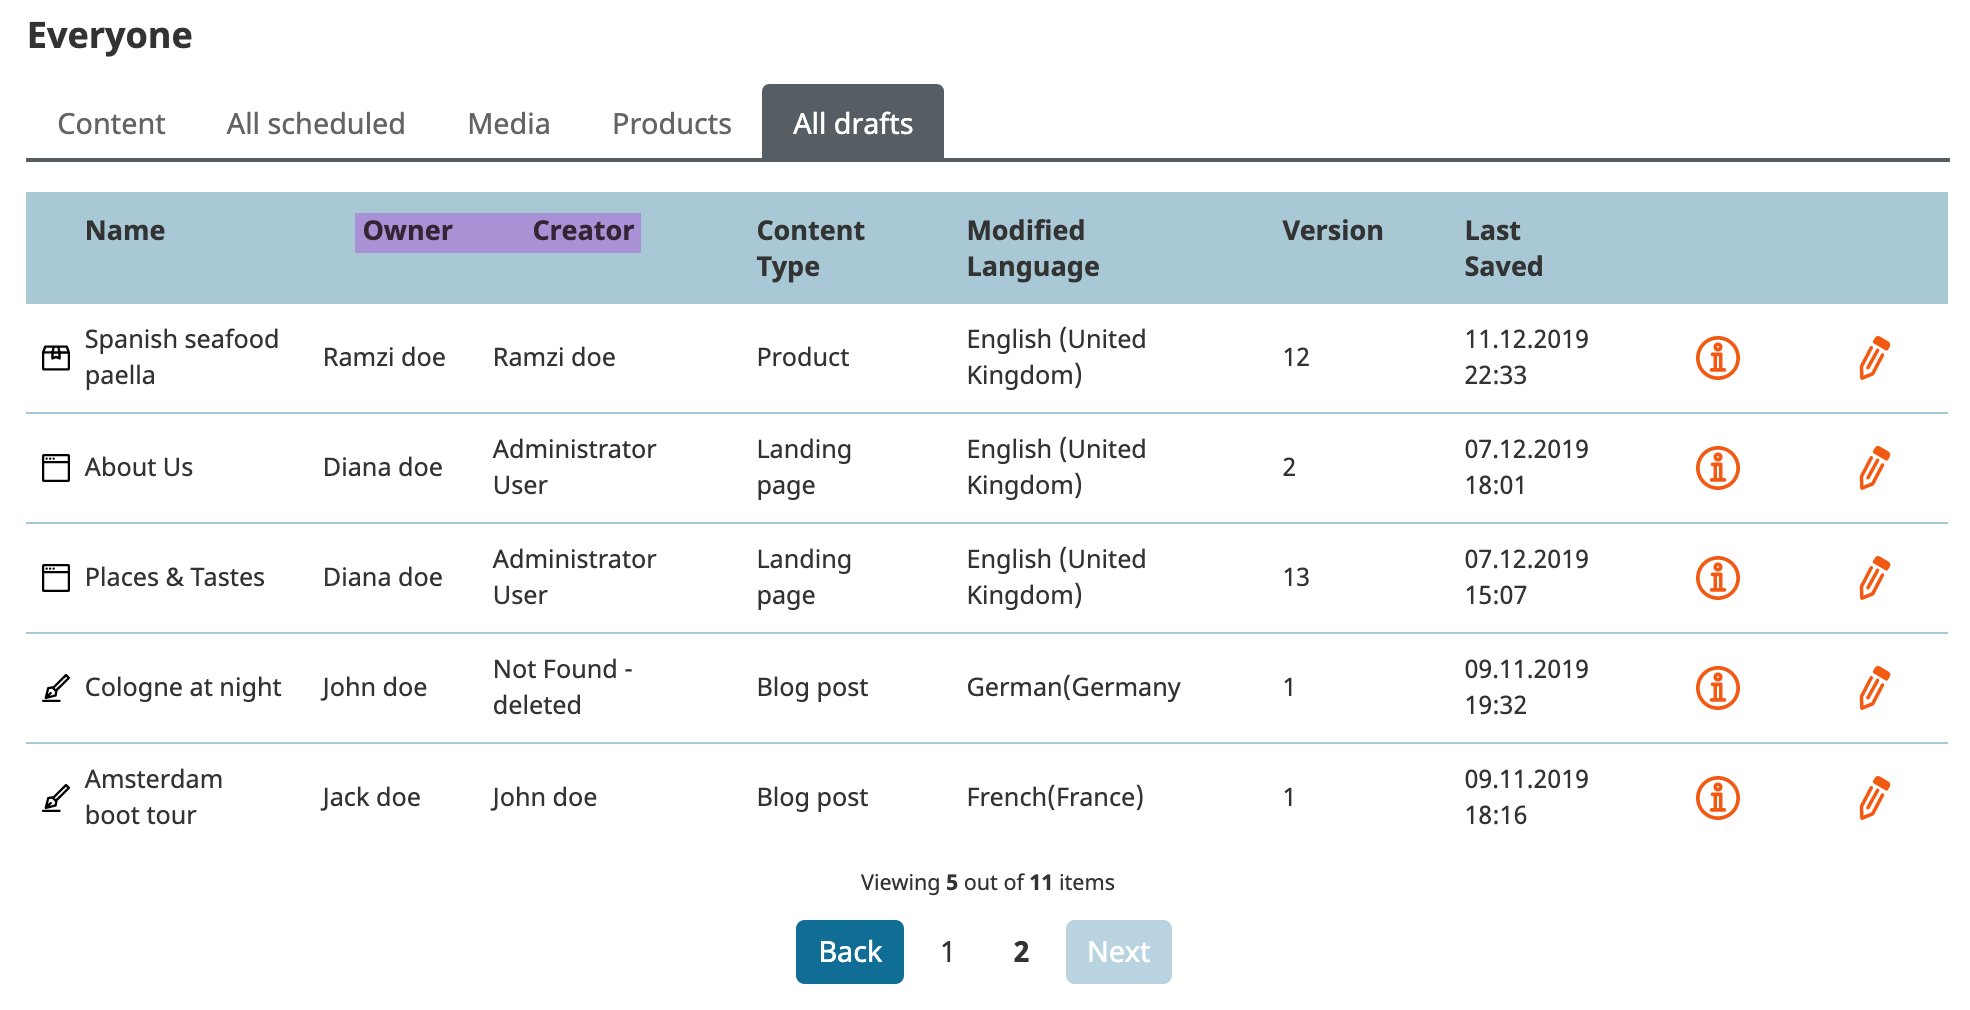 Everyone
Content All scheduled Media Products All drafts
Name Owner Creator Content Type Modified Language Version Last Saved
Spanish seafood paella Ramzi doe Ramzi doe Product English (United Kingdom) 12 11.12.2019 22:33
About Us Diana doe Administrator User Landing page English (United Kingdom) 2 07.12.2019 18:01
Places & Tastes Diana doe Administrator User Landing page English (United Kingdom) 13 07.12.2019 15:07
Cologne at night John doe Not Found - deleted Blog post German(Germany 1 09.11.2019 19:32
Amsterdam boot tour Jack doe John doe Blog post French(France) 1 09.11.2019 18:16
Viewing 5 out of 11 items
Back 1 2 Next